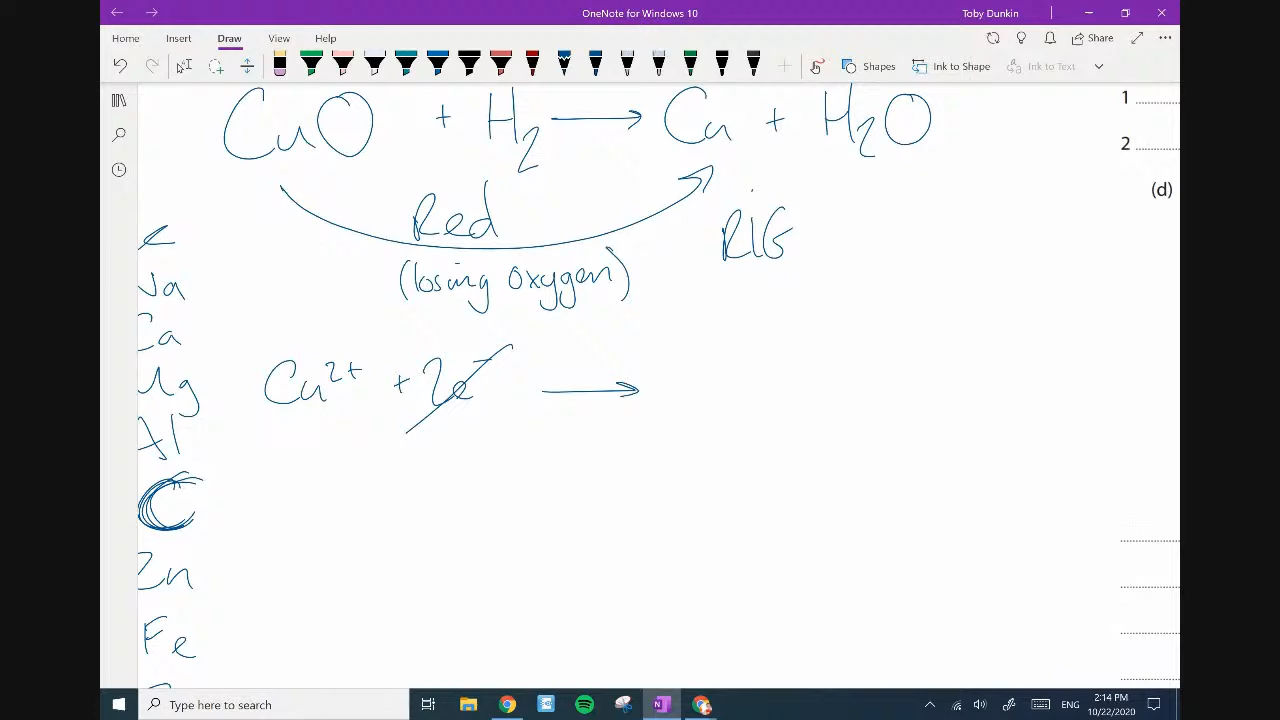 OneNote for Windows 10
Toby Dunkin
Home Insert Draw View Help
Share
Shapes Ink to Shape Ink to Text
CuO + H2 → Cu + H2O
1
2
(d)
Red
RIG
(losing oxygen)
Na
Ca
Mg
Cu2+ + 2e- →
Al
C
Zn
Fe
Type here to search
ENG
2:14 PM
10/22/2020